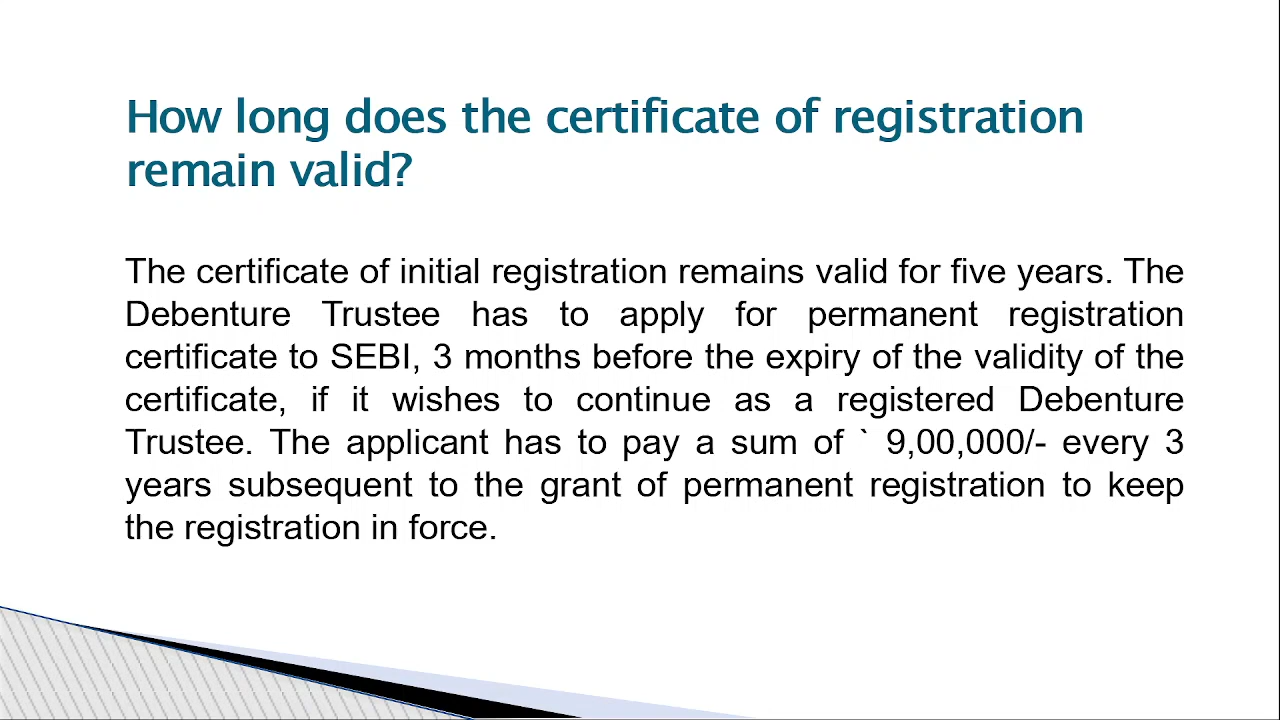 How long does the certificate of registration
remain valid?
The certificate of initial registration remains valid for five years. The
Debenture Trustee has to apply for permanent registration
certificate to SEBI, 3 months before the expiry of the validity of the
certificate, if it wishes to continue as a registered Debenture
Trustee. The applicant has to pay a sum of ` 9,00,000/- every 3
years subsequent to the grant of permanent registration to keep
the registration in force.